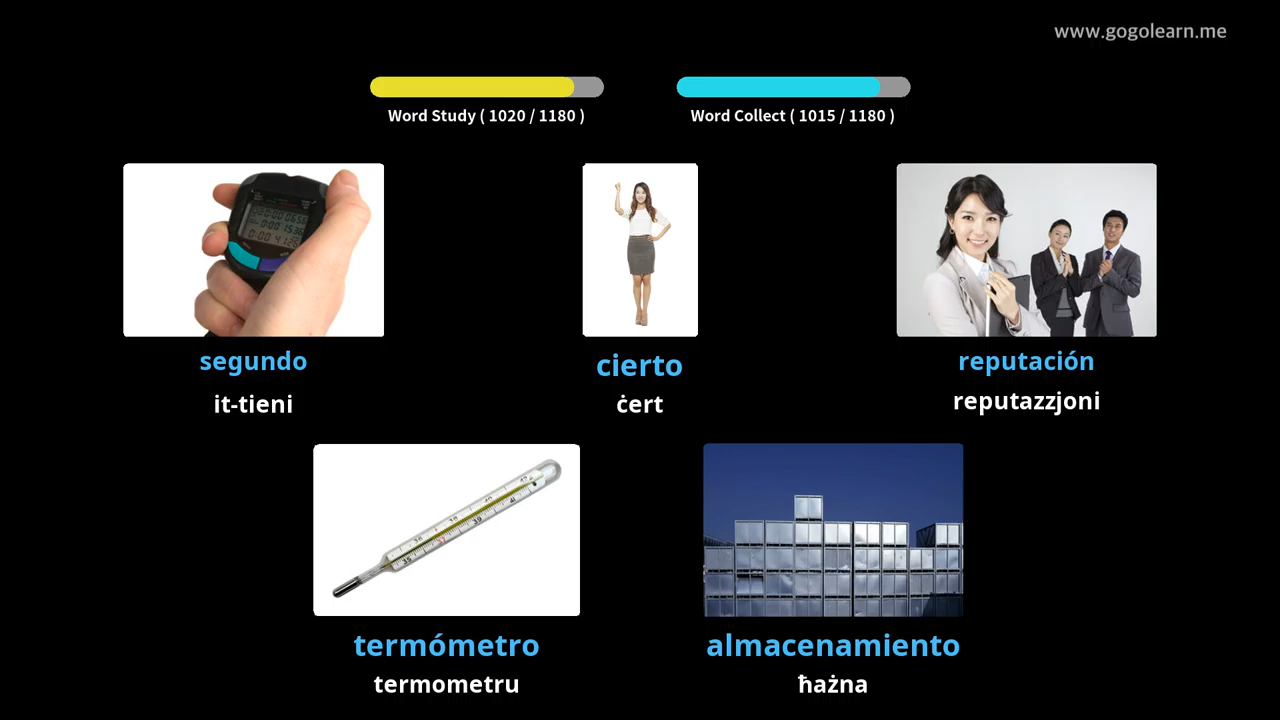 www.gogolearn.me
Word Study ( 1020 / 1180 )
Word Collect ( 1015 / 1180 )
segundo
it-tieni
cierto
ċert
reputación
reputazzjoni
termómetro
termometru
almacenamiento
ħażna